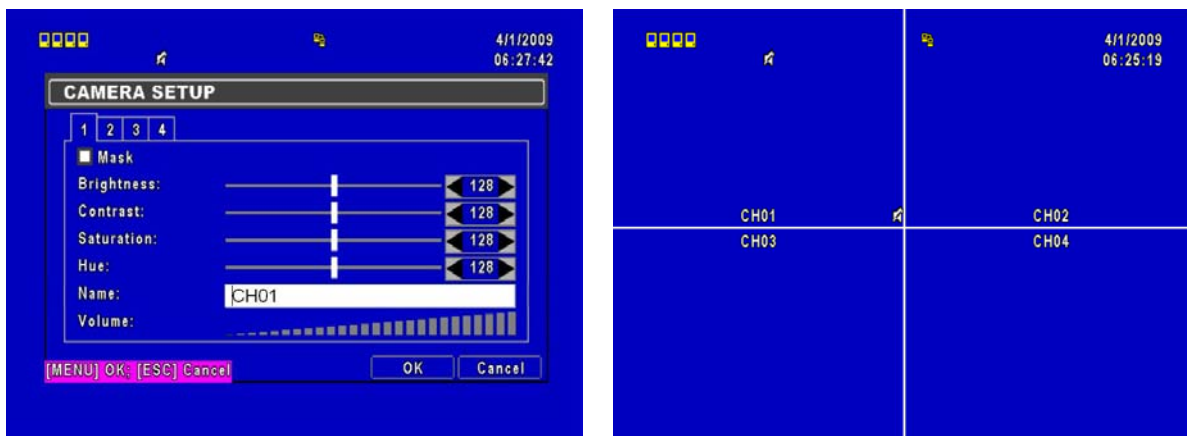 4/1/2009
06:27:42
CAMERA SETUP
1 2 3 4
Mask
Brightness: 128
Contrast: 128
Saturation: 128
Hue: 128
Name: CH01
Volume:
[MENU] OK; [ESC] Cancel OK Cancel
4/1/2009
06:25:19
CH01 CH02
CH03 CH04